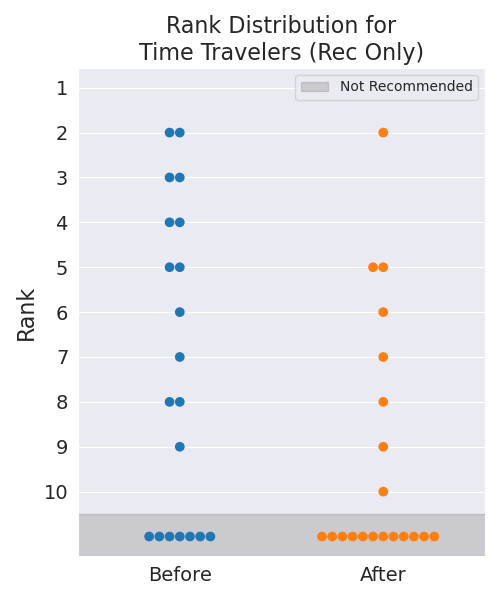 Rank Distribution for
Time Travelers (Rec Only)
Not Recommended
1
2
3
4
5
6
7
8
9
10
Rank
Before
After